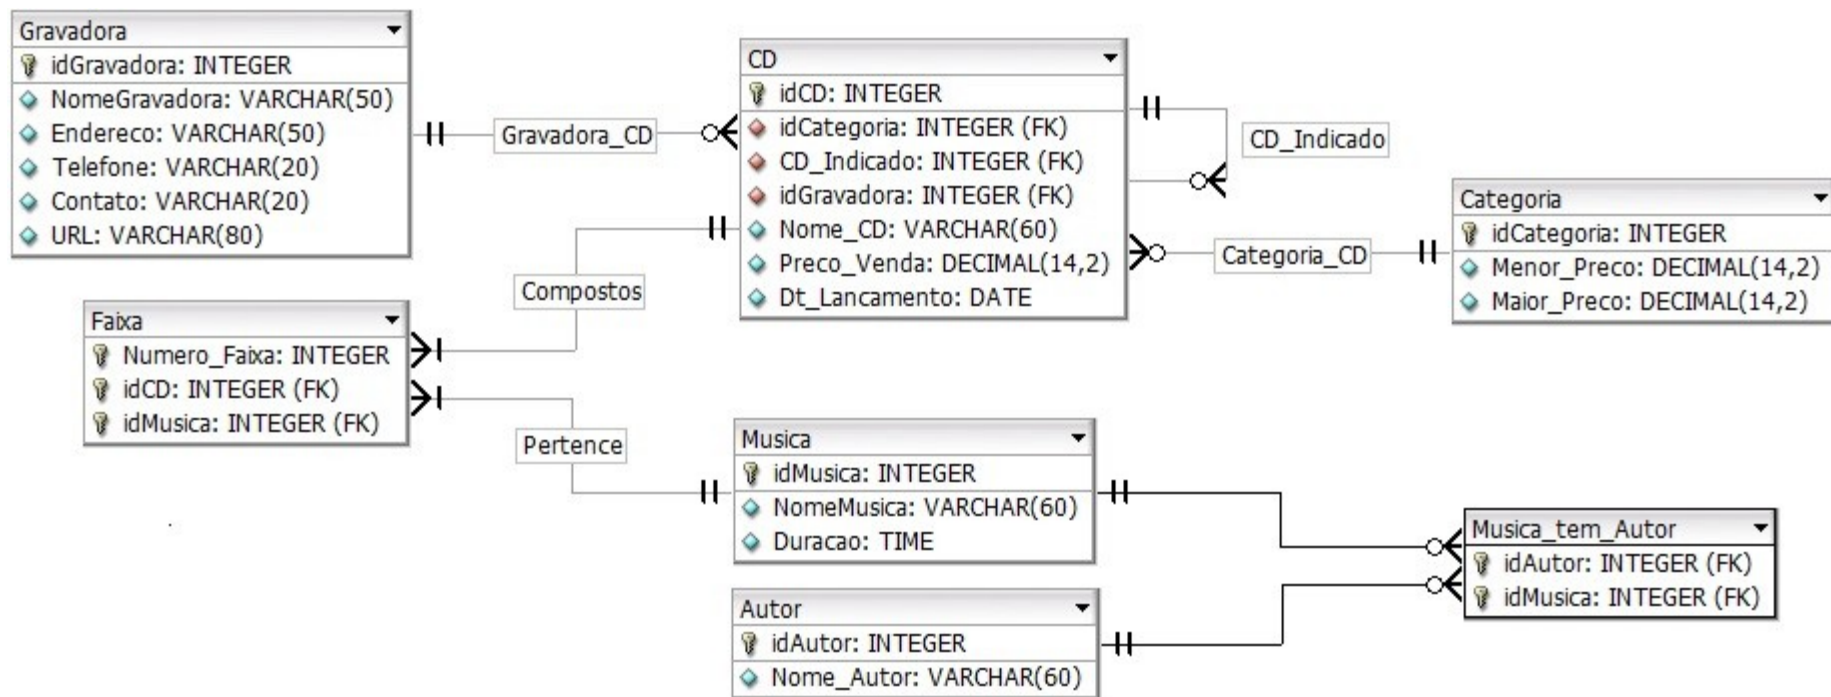 Gravadora
idGravadora: INTEGER
NomeGravadora: VARCHAR(50)
Endereco: VARCHAR(50)
Telefone: VARCHAR(20)
Contato: VARCHAR(20)
URL: VARCHAR(80)
Gravadora_CD
CD
idCD: INTEGER
idCategoria: INTEGER (FK)
CD_Indicado: INTEGER (FK)
idGravadora: INTEGER (FK)
Nome_CD: VARCHAR(60)
Preco_Venda: DECIMAL(14,2)
Dt_Lancamento: DATE
CD_Indicado
Categoria_CD
Categoria
idCategoria: INTEGER
Menor_Preco: DECIMAL(14,2)
Maior_Preco: DECIMAL(14,2)
Compostos
Faixa
Numero_Faixa: INTEGER
idCD: INTEGER (FK)
idMusica: INTEGER (FK)
Pertence
Musica
idMusica: INTEGER
NomeMusica: VARCHAR(60)
Duracao: TIME
Musica_tem_Autor
idAutor: INTEGER (FK)
idMusica: INTEGER (FK)
Autor
idAutor: INTEGER
Nome_Autor: VARCHAR(60)